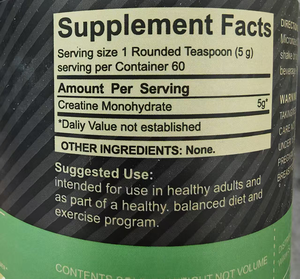 Supplement Facts
Serving size 1 Rounded Teaspoon (5 g)
serving per Container 60
Amount Per Serving
Creatine Monohydrate 5g*
*Daliy Value not established
OTHER INGREDIENTS: None.
Suggested Use:
intended for use in healthy adults and
as part of a healthy. balanced diet and
exercise program.
NOT VOLUME